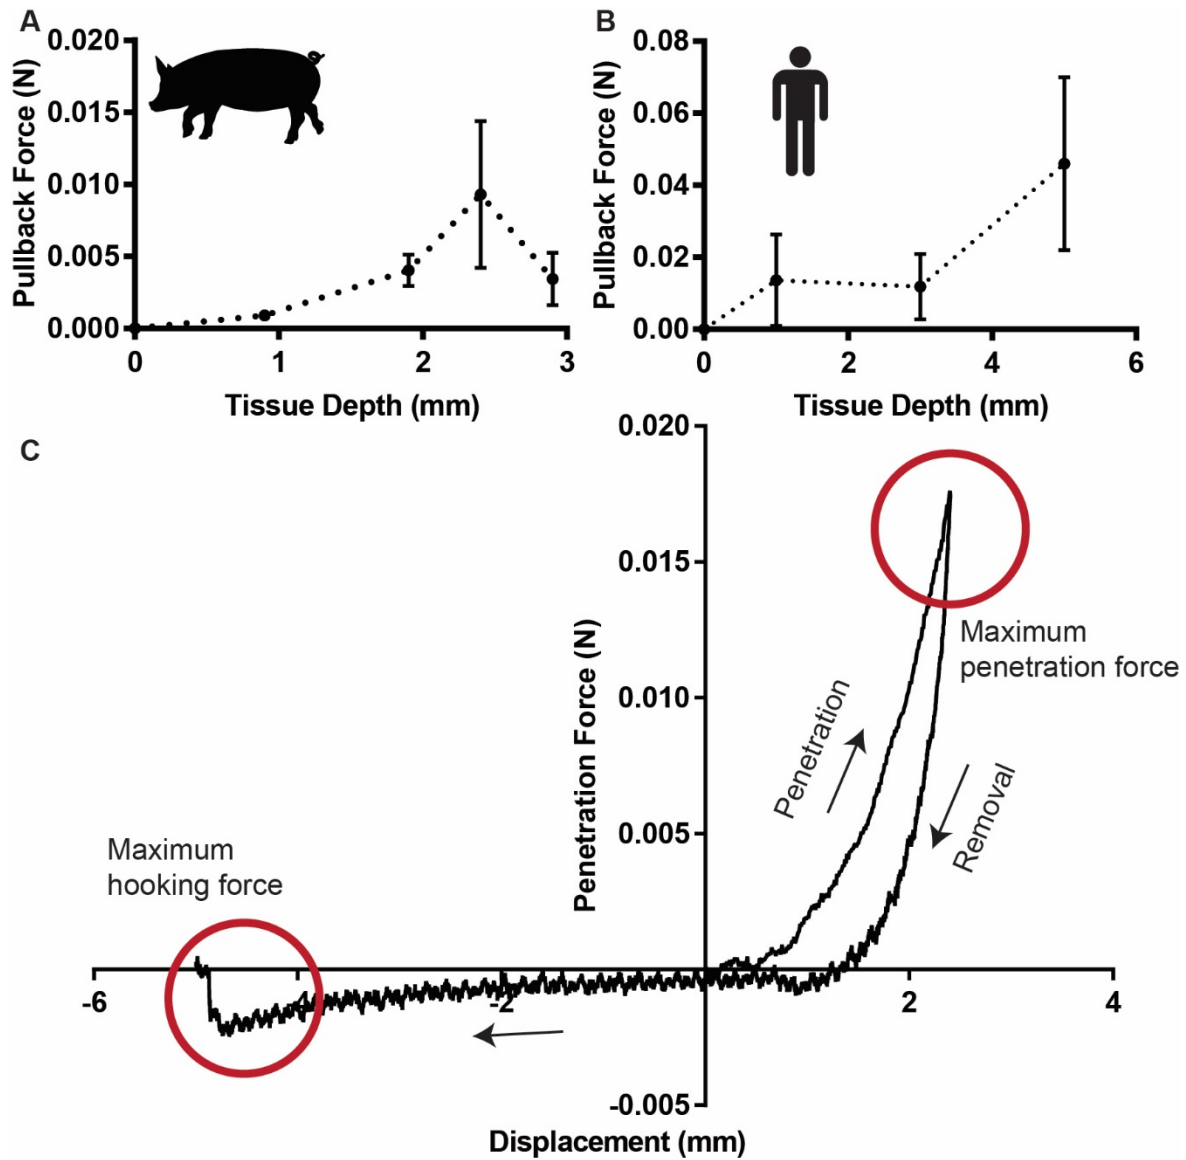 A
0.020
0.015
0.010
0.005
0.000
Pullback Force (N)
0
1
2
3
Tissue Depth (mm)
B
0.08
0.06
0.04
0.02
0.00
Pullback Force (N)
0
2
4
6
Tissue Depth (mm)
C
0.020
0.015
0.010
0.005
-0.005
Penetration Force (N)
Maximum
penetration force
Penetration
Removal
Maximum
hooking force
-6
-4
-2
2
4
Displacement (mm)